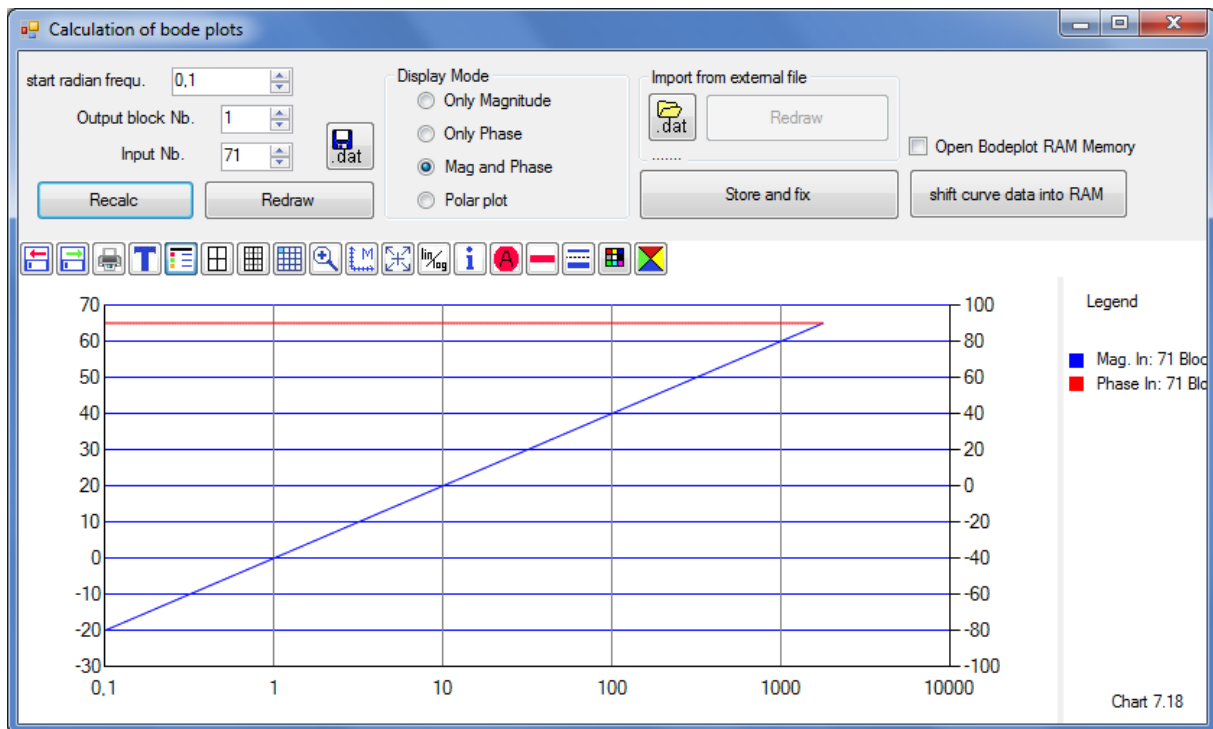 Calculation of bode plots
start radian frequ. 0,1
Output block Nb. 1
Input Nb. 71
.dat
Recalc
Redraw
Display Mode
Only Magnitude
Only Phase
Mag and Phase
Polar plot
Import from external file
.dat
Redraw
.......
Store and fix
Open Bodeplot RAM Memory
shift curve data into RAM
T
M
lin/log
i
A
70
60
50
40
30
20
10
0
-10
-20
-30
100
80
60
40
20
0
-20
-40
-60
-80
-100
0,1 1 10 100 1000 10000
Legend
Mag. In: 71 Bloc
Phase In: 71 Blo
Chart 7.18